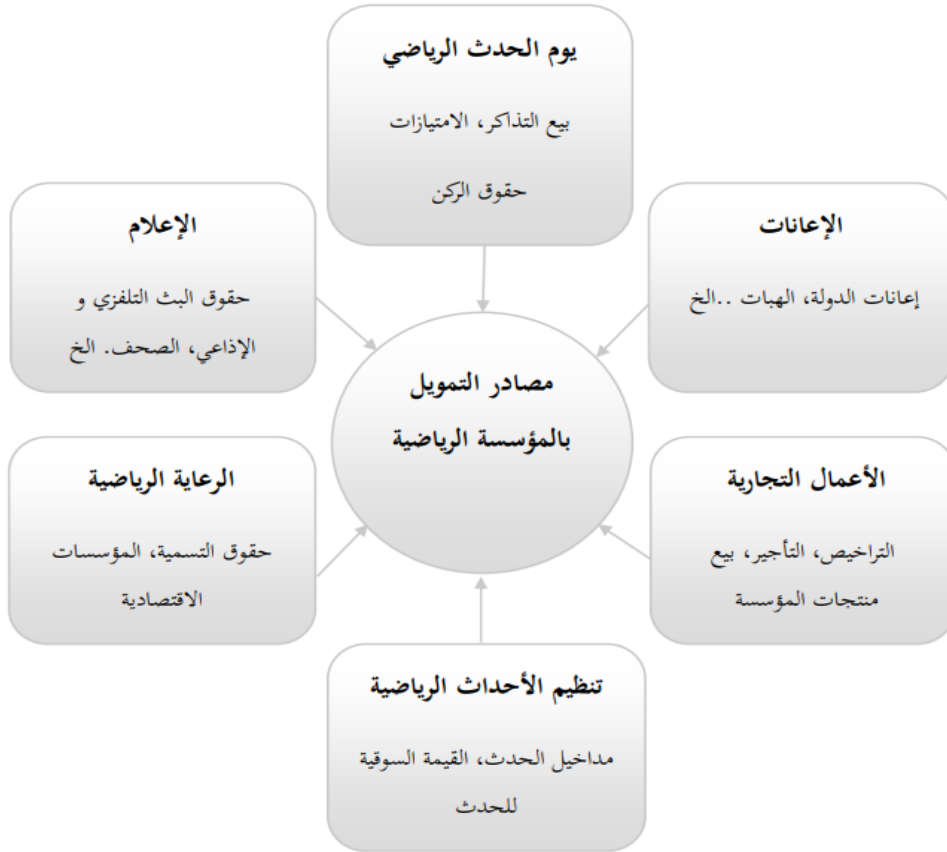 يوم الحدث الرياضي
بيع التذاكر، الامتيازات
حقوق الركن
الإعانات
إعانات الدولة، الهبات ..الخ
الإعلام
حقوق البث التلفزي و
الإذاعي، الصحف. الخ
مصادر التمويل
بالمؤسسة الرياضية
الأعمال التجارية
التراخيص، التأجير، بيع
منتجات المؤسسة
الرعاية الرياضية
حقوق التسمية، المؤسسات
الاقتصادية
تنظيم الأحداث الرياضية
مداخيل الحدث، القيمة السوقية
للحدث